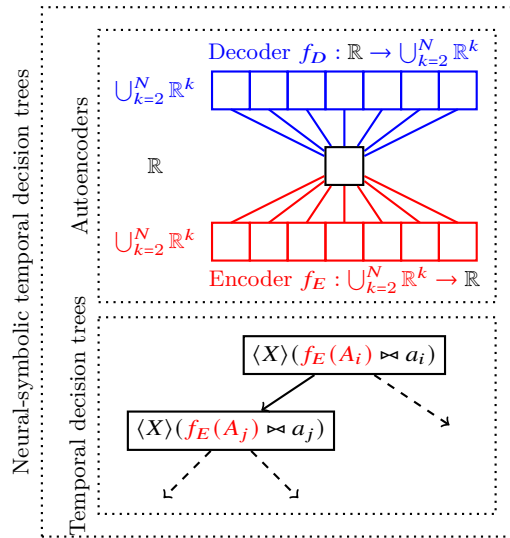 Neural-symbolic temporal decision trees
Autoencoders
Decoder f_D : ℝ → ⋃_{k=2}^{N} ℝ^k
⋃_{k=2}^{N} ℝ^k
ℝ
⋃_{k=2}^{N} ℝ^k
Encoder f_E : ⋃_{k=2}^{N} ℝ^k → ℝ
Temporal decision trees
⟨X⟩(f_E(A_i) ⋈ a_i)
⟨X⟩(f_E(A_j) ⋈ a_j)